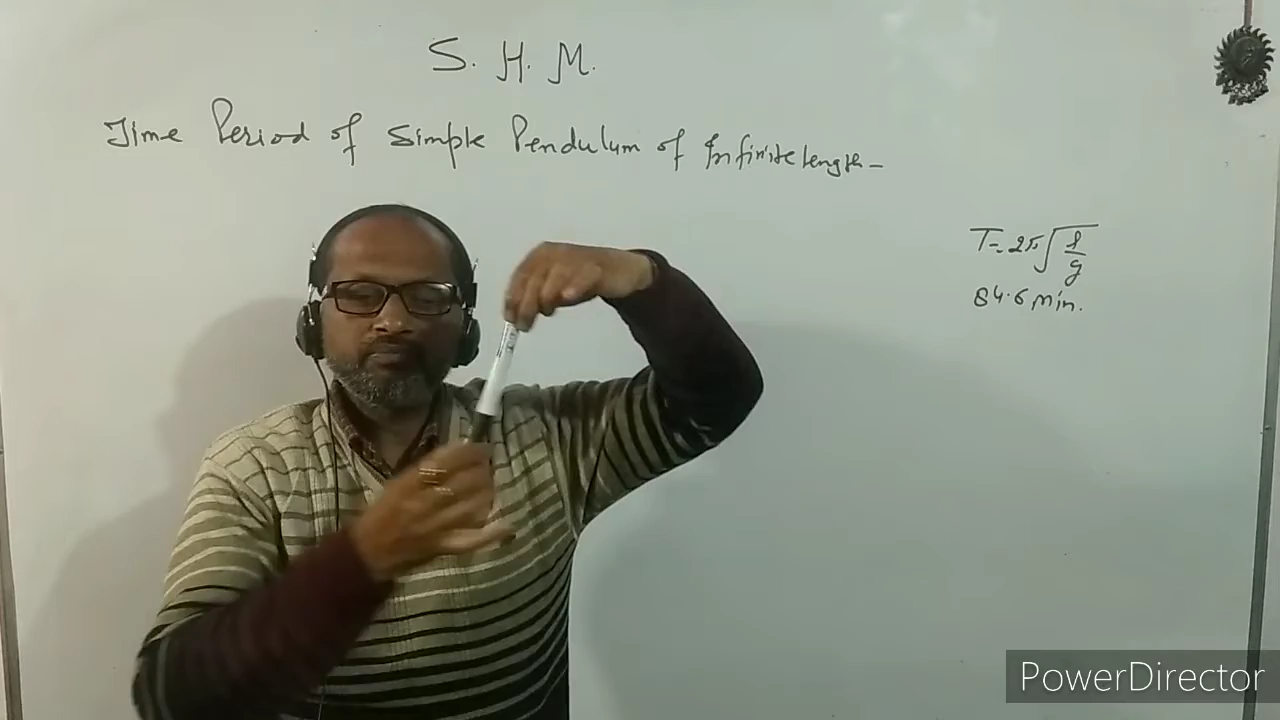 S. H. M.
Time Period of Simple Pendulum of Infinite Length-
T= 2π√l/g
84.6 min.
PowerDirector